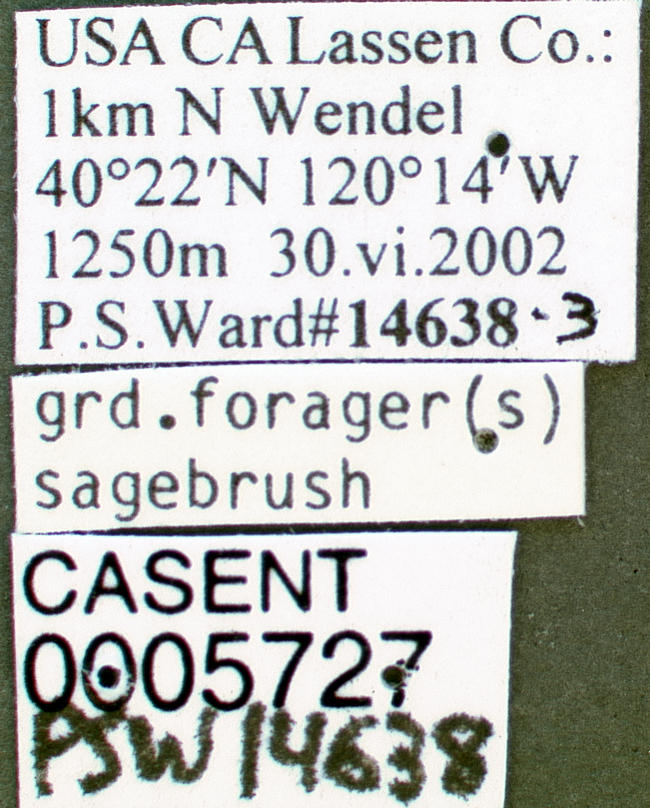 USA CA Lassen Co.:
1km N Wendel
40°22'N 120°14'W
1250m 30.vi.2002
P.S.Ward#14638-3
grd.forager(s)
sagebrush
CASENT
0005727
PSW14638